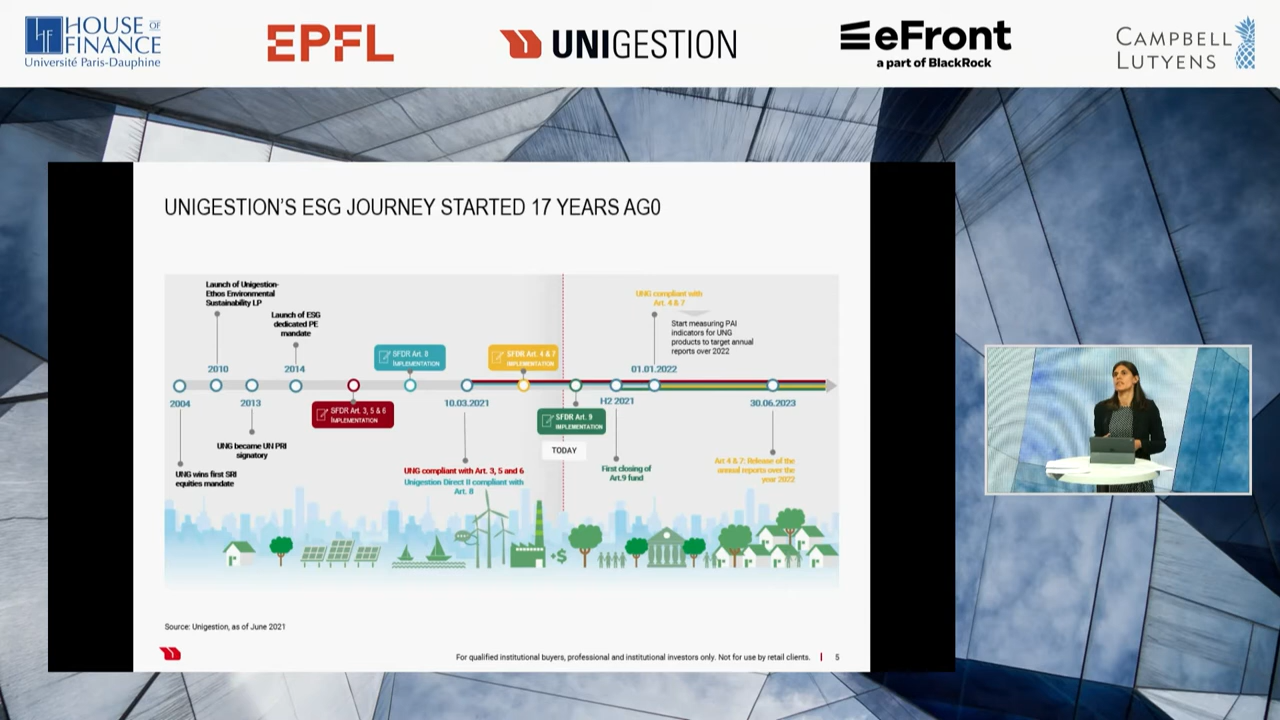 HOUSE OF
FINANCE
Université Paris-Dauphine
EPFL
UNIGESTION
eFront
a part of BlackRock
CAMPBELL
LUTYENS
UNIGESTION'S ESG JOURNEY STARTED 17 YEARS AG0
Launch of Unigestion-
Ethos Environmental
Sustainability LP
Launch of ESG
dedicated PE
mandate
UNG compliant with
Art. 4 & 7
Start measuring PAI
indicators for UNG
products to target annual
reports over 2022
SFDR Art. 8
IMPLEMENTATION
SFDR Art. 4 & 7
IMPLEMENTATION
2010
2014
01.01.2022
2004
2013
10.03.2021
H2 2021
30.06.2023
SFDR Art. 3, 5 & 6
IMPLEMENTATION
SFDR Art. 9
IMPLEMENTATION
TODAY
UNG became UN PRI
signatory
UNG wins first SRI
equities mandate
UNG compliant with Art. 3, 5 and 6
Unigestion Direct II compliant with
Art. 8
First closing of
Art.9 fund
Art 4 & 7: Release of the
annual reports over the
year 2022
+$
Source: Unigestion, as of June 2021
For qualified institutional buyers, professional and institutional investors only. Not for use by retail clients. | 5